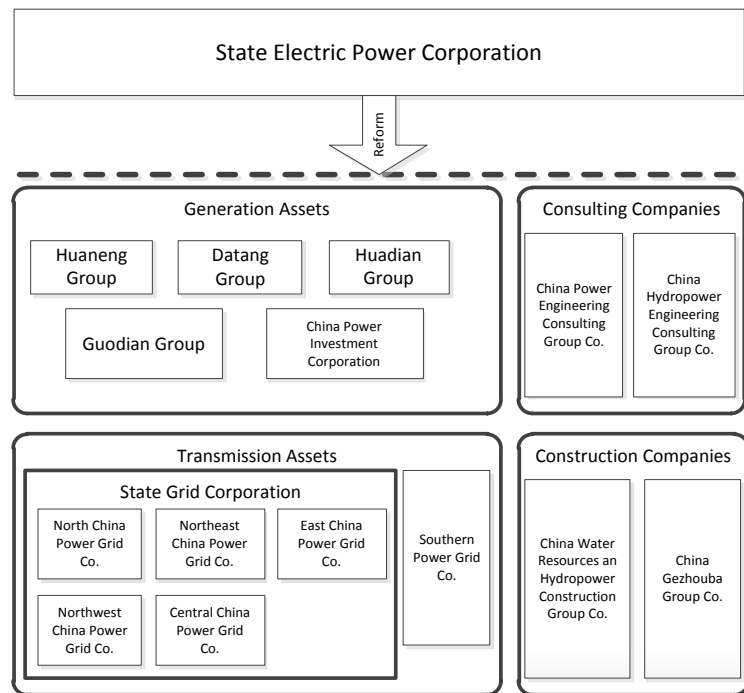 State Electric Power Corporation
Reform
Generation Assets
Huaneng
Group
Datang
Group
Huadian
Group
Guodian Group
China Power
Investment
Corporation
Consulting Companies
China Power
Engineering
Consulting
Group Co.
China
Hydropower
Engineering
Consulting
Group Co.
Transmission Assets
State Grid Corporation
North China
Power Grid
Co.
Northeast
China Power
Grid Co.
East China
Power Grid
Co.
Northwest
China Power
Grid Co.
Central China
Power Grid
Co.
Southern
Power Grid
Co.
Construction Companies
China Water
Resources an
Hydropower
Construction
Group Co.
China
Gezhouba
Group Co.